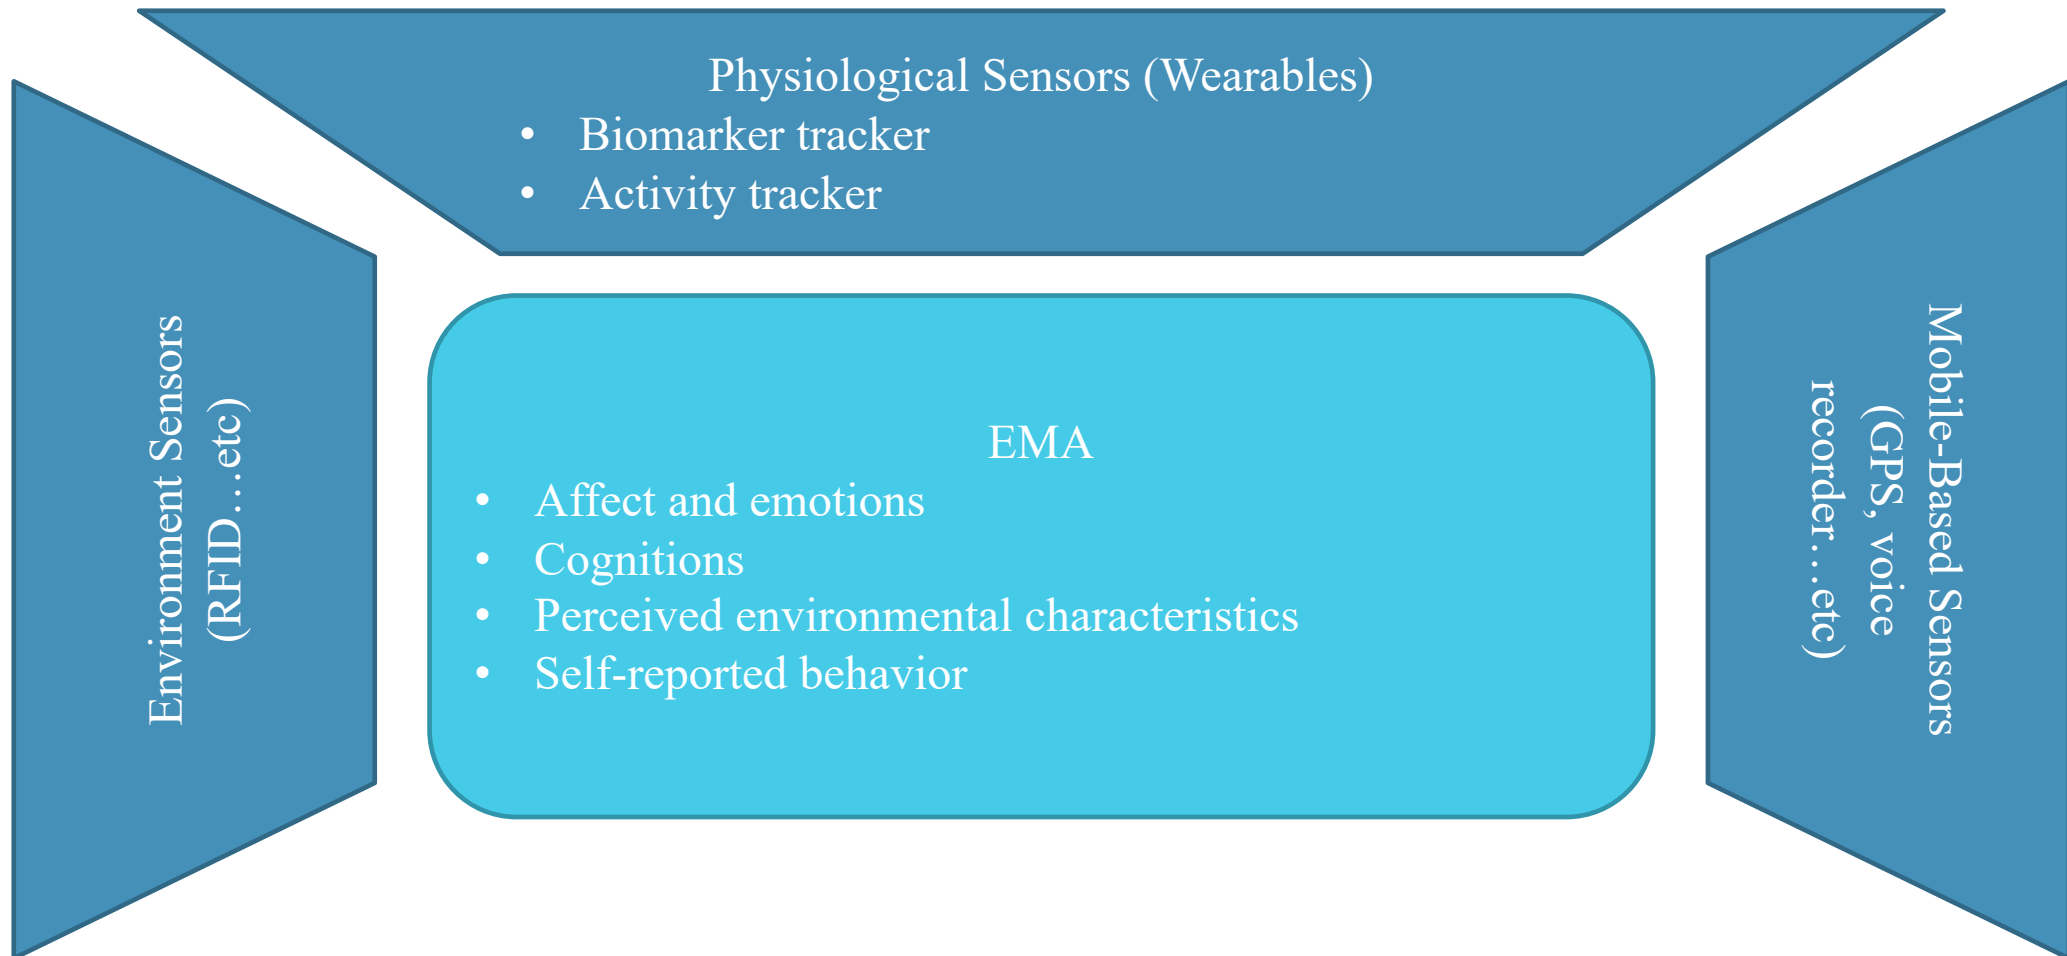 Physiological Sensors (Wearables)
• Biomarker tracker
• Activity tracker
Environment Sensors
(RFID….etc)
EMA
• Affect and emotions
• Cognitions
• Perceived environmental characteristics
• Self-reported behavior
Mobile-Based Sensors
(GPS, voice
recorder…etc)